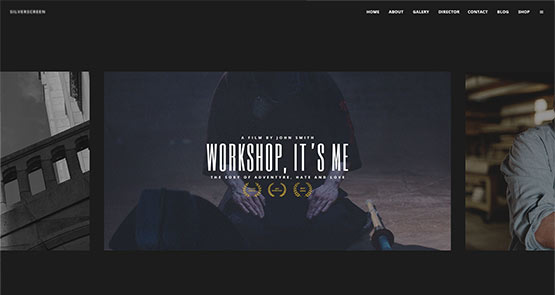 SILVERSCREEN
HOME ABOUT GALERY DIRECTOR CONTACT BLOG SHOP
A FILM BY JOHN SMITH
WORKSHOP, IT'S ME
THE SORT OF ADVENTYRE, HATE AND LOVE